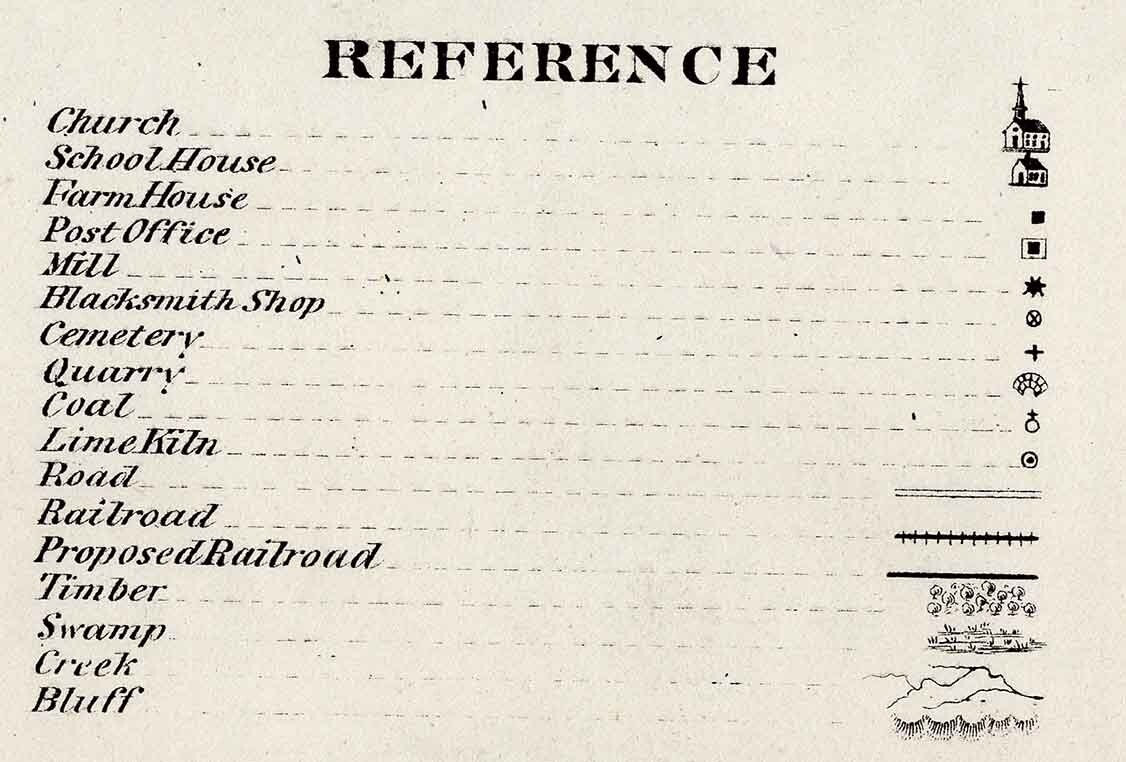 REFERENCE
Church
School House
Farm House
Post Office
Mill
Blacksmith Shop
Cemetery
Quarry
Coal
Lime Kiln
Road
Railroad
Proposed Railroad
Timber
Swamp
Creek
Bluff